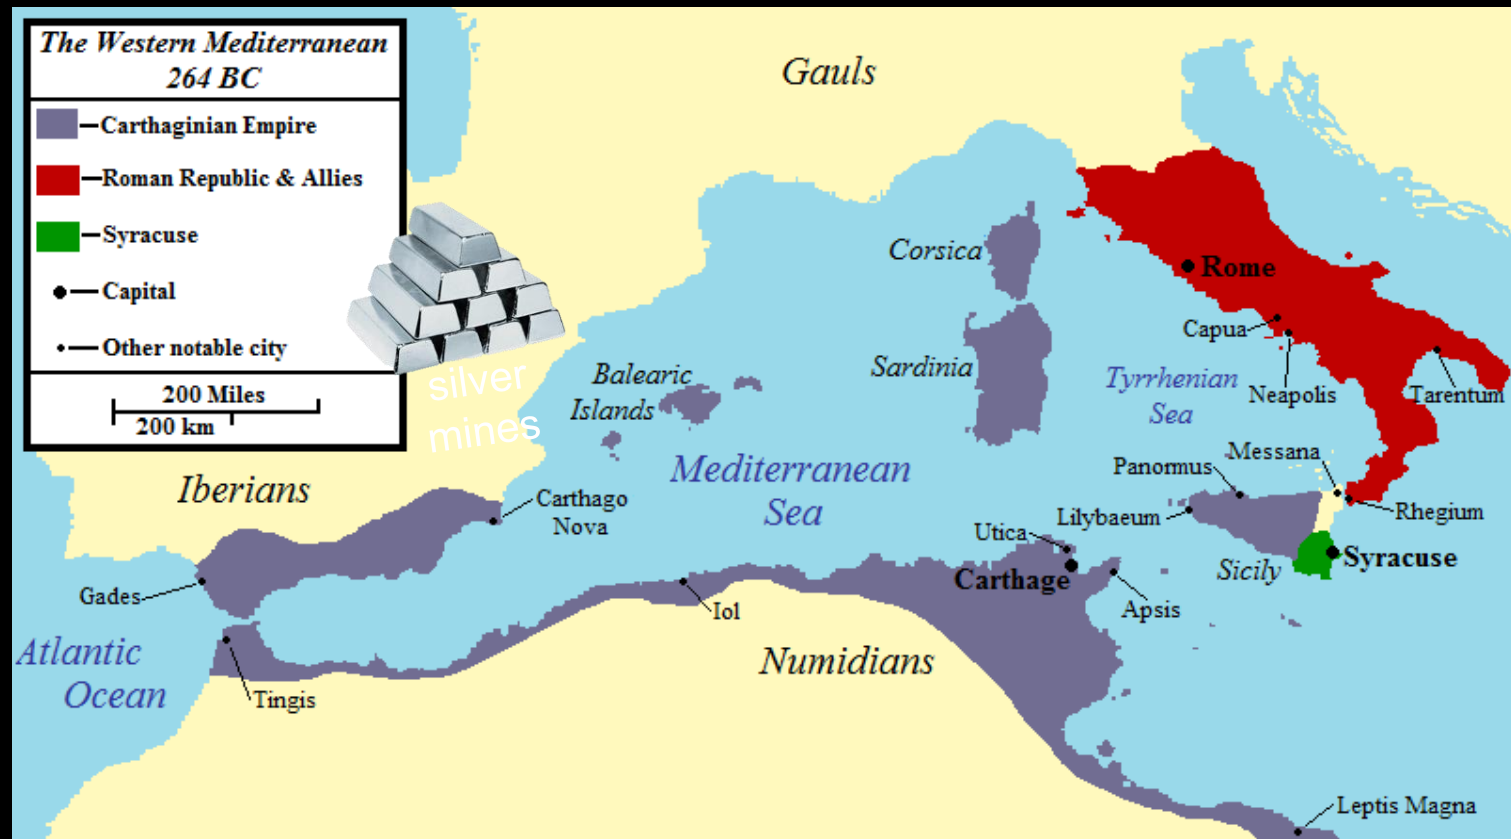 The Western Mediterranean
264 BC
Carthaginian Empire
Roman Republic & Allies
Syracuse
Capital
Other notable city
200 Miles
200 km
silver
mines
Gauls
Corsica
Rome
Capua
Neapolis
Tarentum
Sardinia
Tyrrhenian
Sea
Balearic
Islands
Iberians
Mediterranean
Sea
Messana
Panormus
Lilybaeum
Rhegium
Carthago
Nova
Utica
Carthage
Apsis
Sicily
Syracuse
Gades
Iol
Atlantic
Ocean
Tingis
Numidians
Leptis Magna